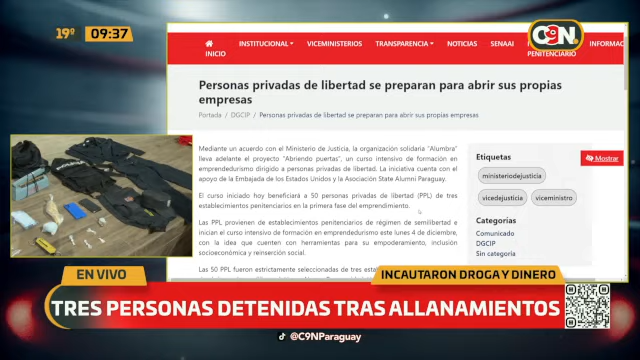 19°
09:37
C9N
INICIO
INSTITUCIONAL
VICEMINISTERIOS
TRANSPARENCIA
NOTICIAS
SENAAI
PENITENCIARIO
INFORMAC
Personas privadas de libertad se preparan para abrir sus propias
empresas
Portada / DGCIP / Personas privadas de libertad se preparan para abrir sus propias empresas
Mediante un acuerdo con el Ministerio de Justicia, la organización solidaria "Alumbra"
lleva adelante el proyecto "Abriendo puertas", un curso intensivo de formación en
emprendedurismo dirigido a personas privadas de libertad. La iniciativa cuenta con el
apoyo de la Embajada de los Estados Unidos y la Asociación State Alumni Paraguay.
El curso iniciado hoy beneficiará a 50 personas privadas de libertad (PPL) de tres
establecimientos penitenciarios en la primera fase del emprendimiento.
Las PPL provienen de establecimientos penitenciarios de régimen de semilibertad e
inician el curso intensivo de formación en emprendedurismo este lunes 4 de diciembre,
con la idea que cuenten con herramientas para su empoderamiento, inclusión
socioeconómica y reinserción social.
Las 50 PPL fueron estrictamente seleccionadas de tres esta
Etiquetas
ministeriodejusticia
vicedejusticia
viceministro
Categorías
Comunicado
DGCIP
Sin categoría
Mostrar
EN VIVO
INCAUTARON DROGA Y DINERO
TRES PERSONAS DETENIDAS TRAS ALLANAMIENTOS
@C9NParaguay